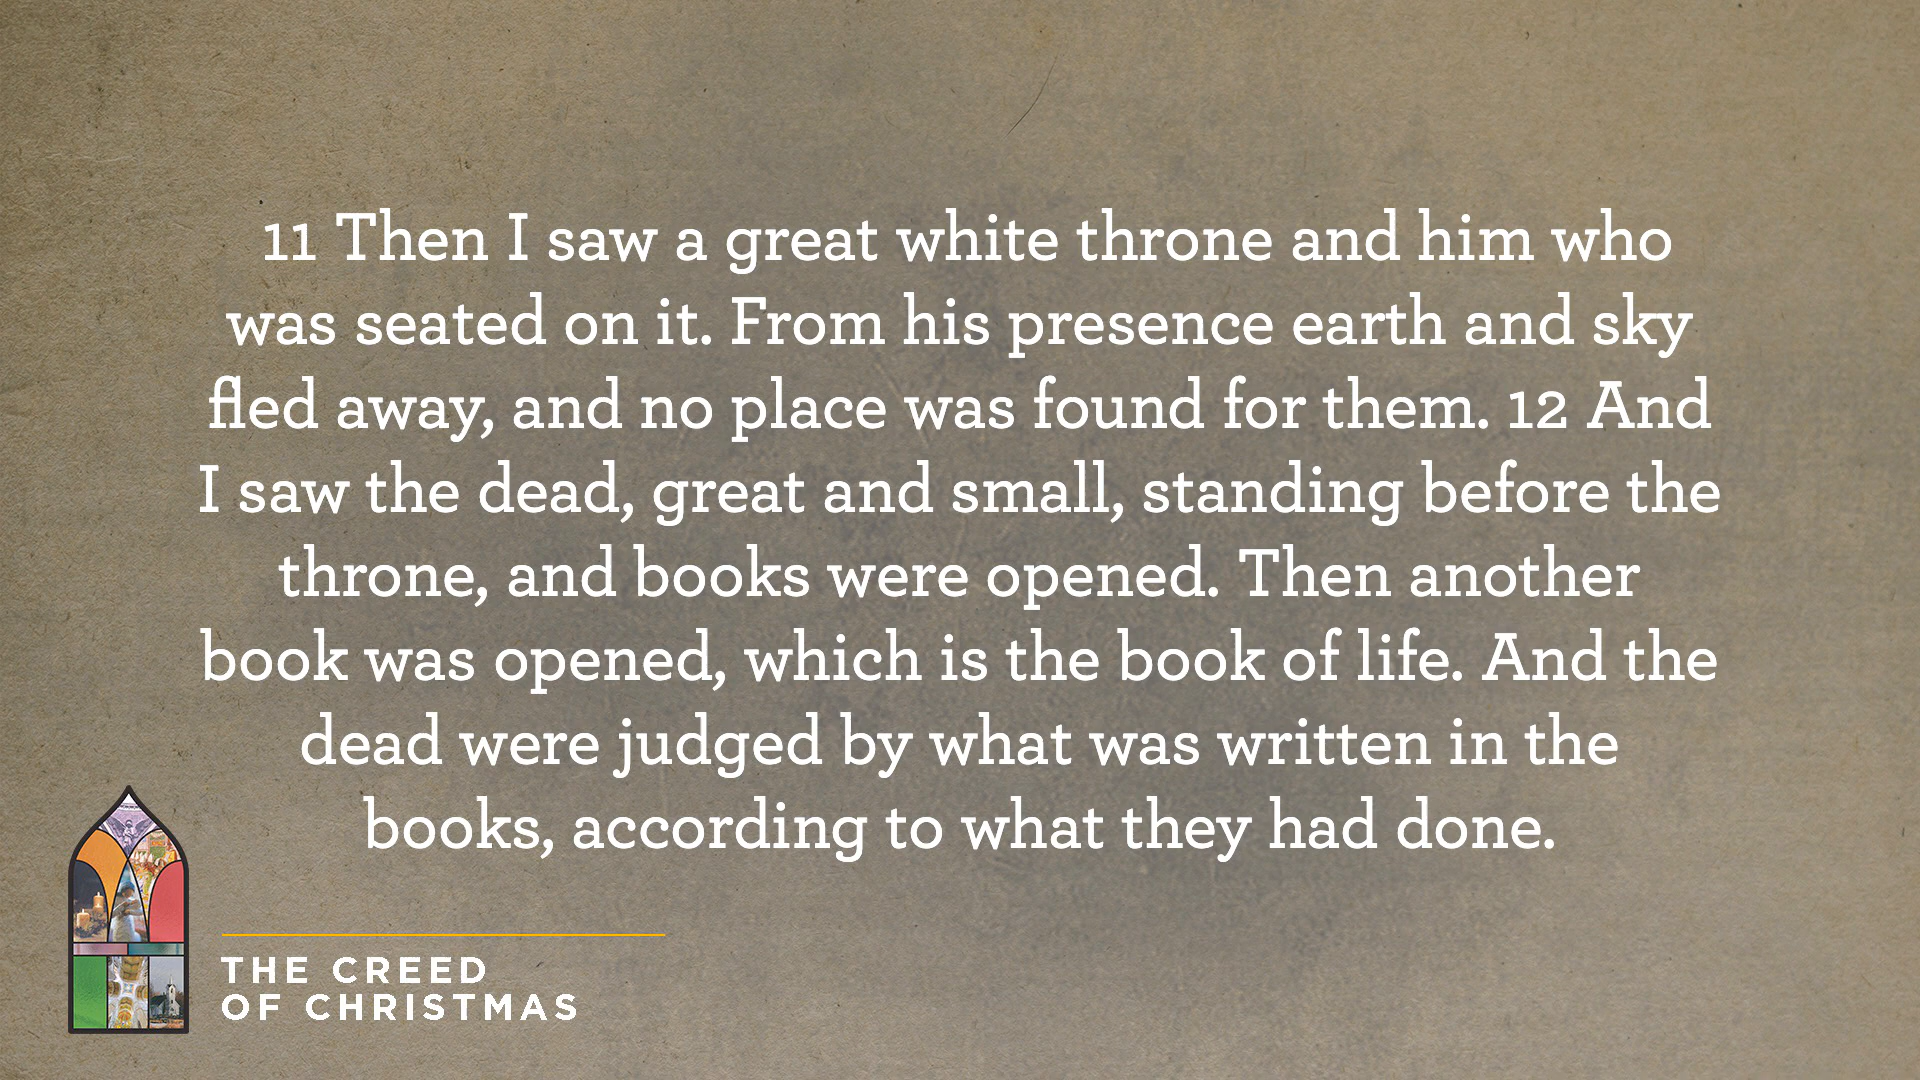 11 Then I saw a great white throne and him who
was seated on it. From his presence earth and sky
fled away, and no place was found for them. 12 And
I saw the dead, great and small, standing before the
throne, and books were opened. Then another
book was opened, which is the book of life. And the
dead were judged by what was written in the
books, according to what they had done.
THE CREED
OF CHRISTMAS